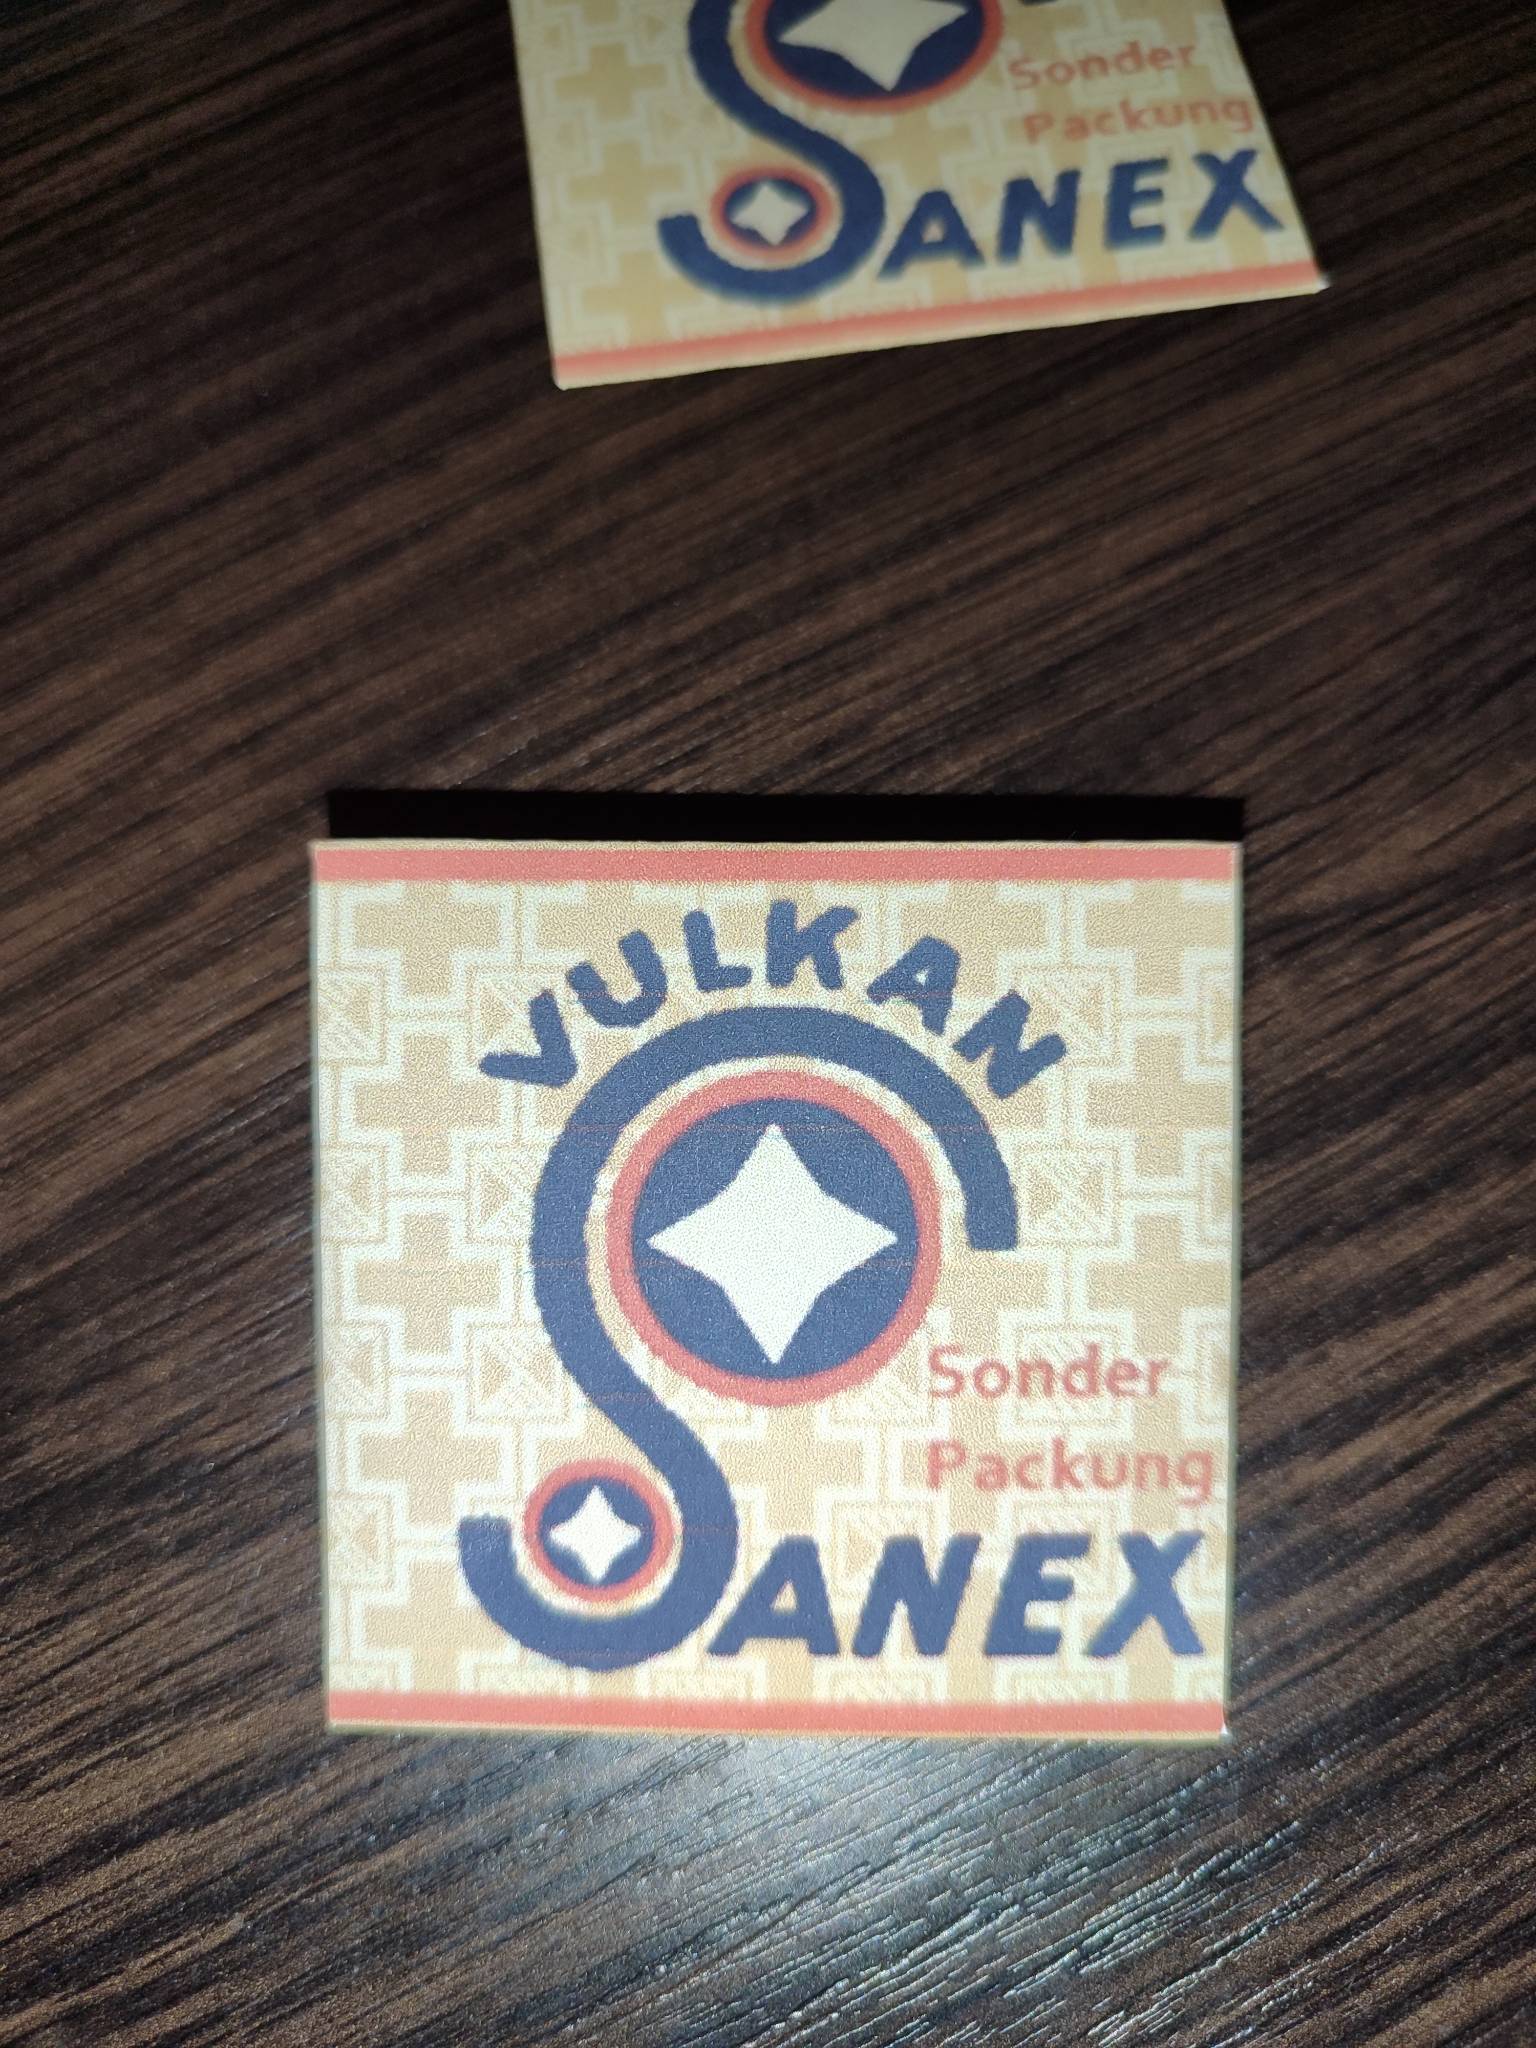 Sonder
Packung
SANEX
VULKAN
Sonder
Packung
SANEX